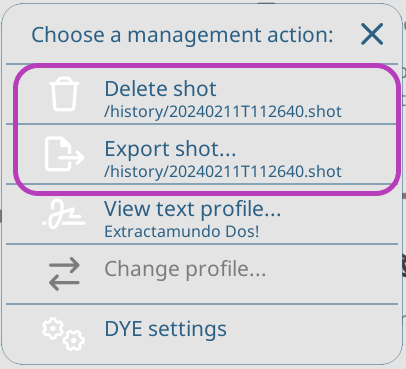 Choose a management action:
Delete shot
/history/20240211T112640.shot
Export shot...
/history/20240211T112640.shot
View text profile...
Extractamundo Dos!
Change profile...
DYE settings